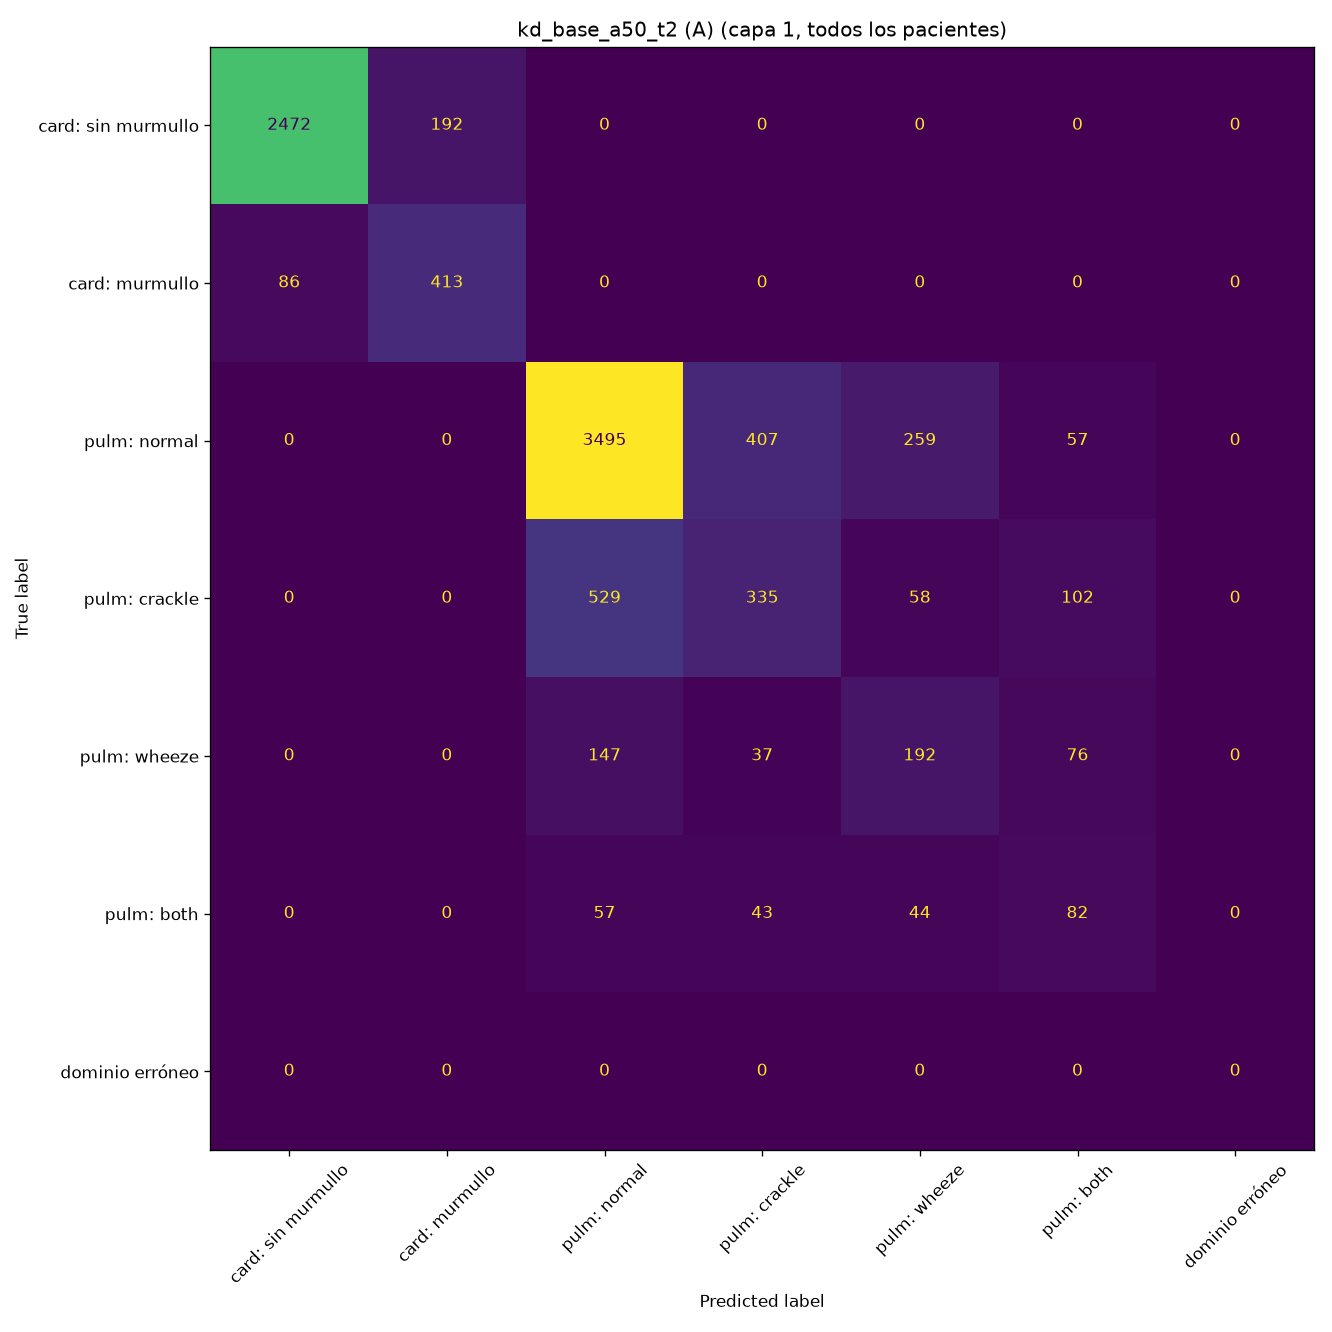 kd_base_a50_t2 (A) (capa 1, todos los pacientes)
True label
card: sin murmullo 2472 192 0 0 0 0 0
card: murmullo 86 413 0 0 0 0 0
pulm: normal 0 0 3495 407 259 57 0
pulm: crackle 0 0 529 335 58 102 0
pulm: wheeze 0 0 147 37 192 76 0
pulm: both 0 0 57 43 44 82 0
dominio erróneo 0 0 0 0 0 0 0
card: sin murmullo card: murmullo pulm: normal pulm: crackle pulm: wheeze pulm: both dominio erróneo
Predicted label